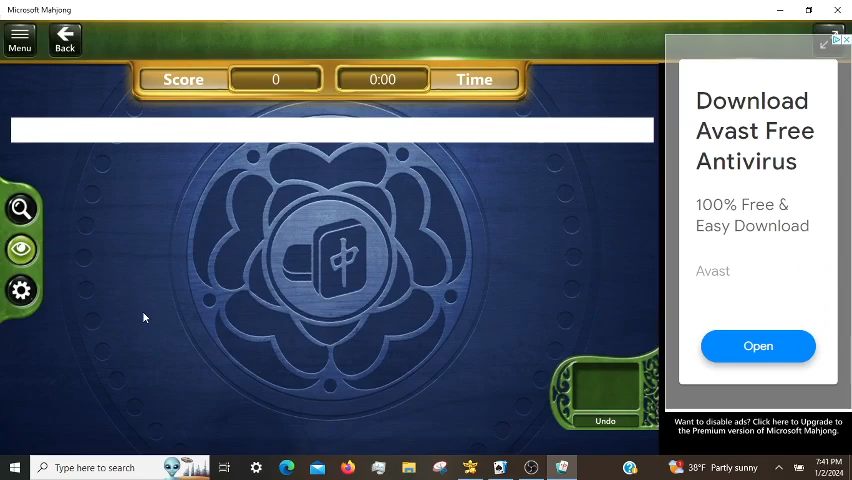 Microsoft Mahjong
Menu
Back
Score
0
0:00
Time
中
Download
Avast Free
Antivirus
100% Free &
Easy Download
Avast
Open
Undo
Want to disable ads? Click here to Upgrade to
the Premium version of Microsoft Mahjong.
Type here to search
38°F Partly sunny
7:41 PM
1/2/2024